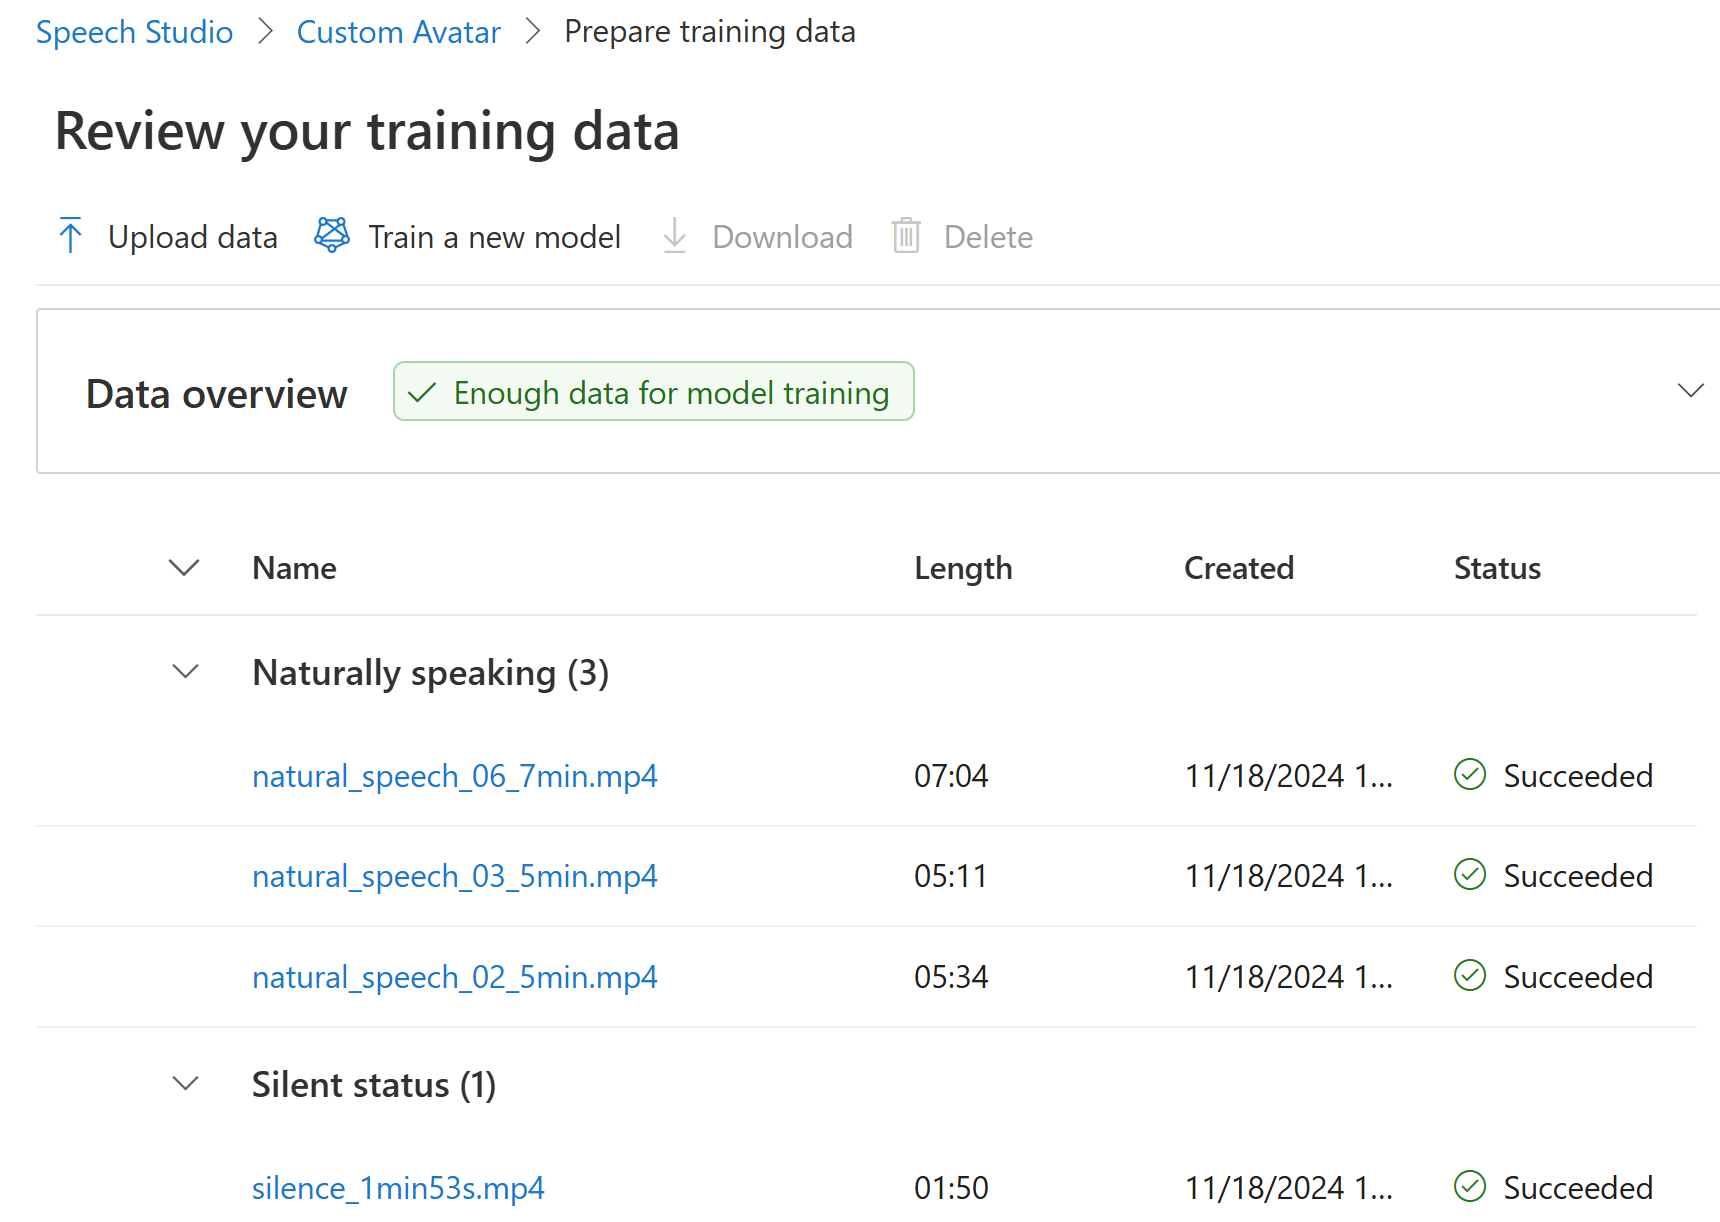 Speech Studio > Custom Avatar > Prepare training data
Review your training data
Upload data Train a new model Download Delete
Data overview Enough data for model training
Name Length Created Status
Naturally speaking (3)
natural_speech_06_7min.mp4 07:04 11/18/2024 1... Succeeded
natural_speech_03_5min.mp4 05:11 11/18/2024 1... Succeeded
natural_speech_02_5min.mp4 05:34 11/18/2024 1... Succeeded
Silent status (1)
silence_1min53s.mp4 01:50 11/18/2024 1... Succeeded